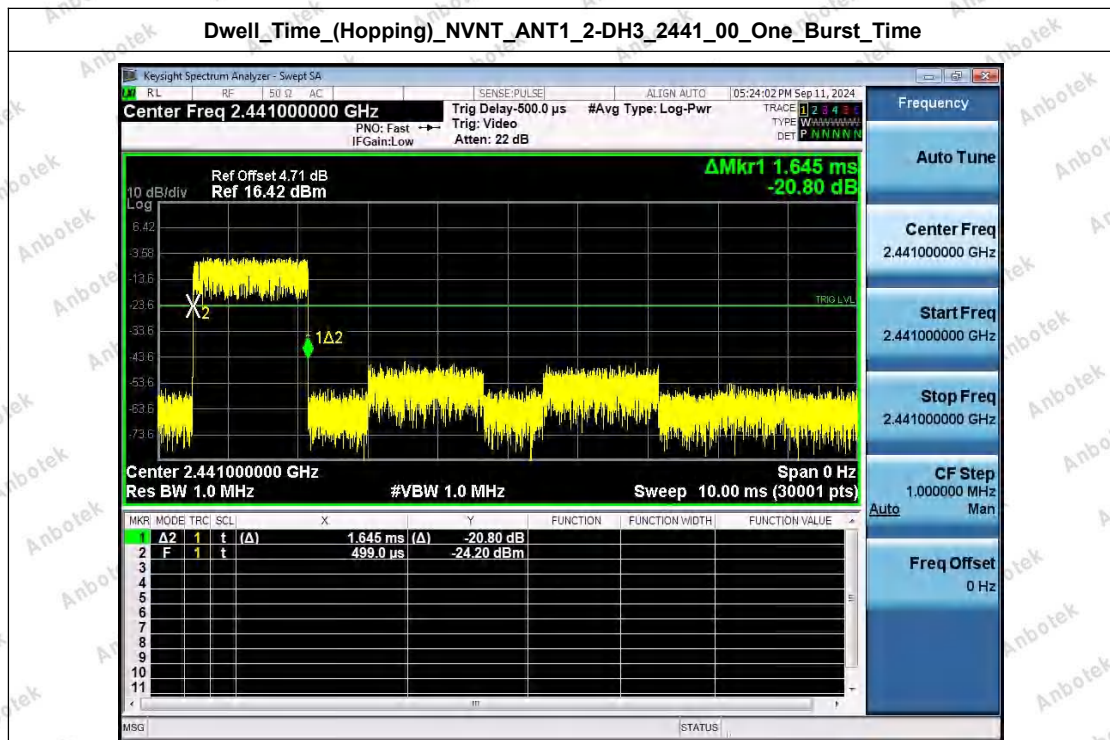 Dwell_Time_(Hopping)_NVNT_ANT1_2-DH3_2441_00_One_Burst_Time
Keysight Spectrum Analyzer - Swept SA
RL RF 50 Ω AC SENSE:PULSE ALIGN AUTO 05:24:02 PM Sep 11, 2024
Center Freq 2.441000000 GHz
PNO: Fast
IFGain:Low
Trig Delay-500.0 µs
Trig: Video
Atten: 22 dB
#Avg Type: Log-Pwr
TRACE 1 2 3 4 5 6
TYPE WWWWWWW
DET P N N N N N
ΔMkr1 1.645 ms
-20.80 dB
Ref Offset 4.71 dB
10 dB/div Ref 16.42 dBm
Log
6.42
-3.58
-13.6
-23.6
-33.6
-43.6
-53.6
-63.6
-73.6
TRIG LVL
2
1Δ2
Center 2.441000000 GHz Span 0 Hz
Res BW 1.0 MHz #VBW 1.0 MHz Sweep 10.00 ms (30001 pts)
MKR MODE TRC SCL X Y FUNCTION FUNCTION WIDTH FUNCTION VALUE
1 Δ2 1 t (Δ) 1.645 ms (Δ) -20.80 dB
2 F 1 t 499.0 µs -24.20 dBm
3
4
5
6
7
8
9
10
11
MSG STATUS
Frequency
Auto Tune
Center Freq
2.441000000 GHz
Start Freq
2.441000000 GHz
Stop Freq
2.441000000 GHz
CF Step
1.000000 MHz
Auto Man
Freq Offset
0 Hz
Anbotek